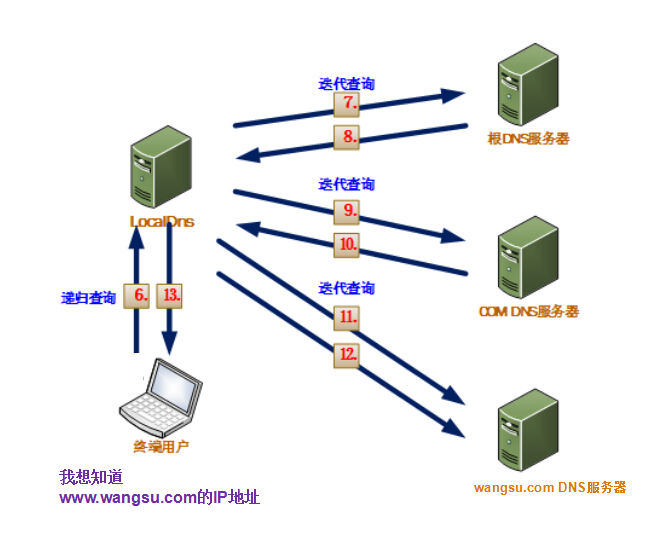 迭代查询
7.
8.
根DNS服务器
迭代查询
9.
10.
LocalDns
COM DNS服务器
递归查询
6.
13.
迭代查询
11.
12.
终端用户
我想知道
www.wangsu.com的IP地址
wangsu.com DNS服务器